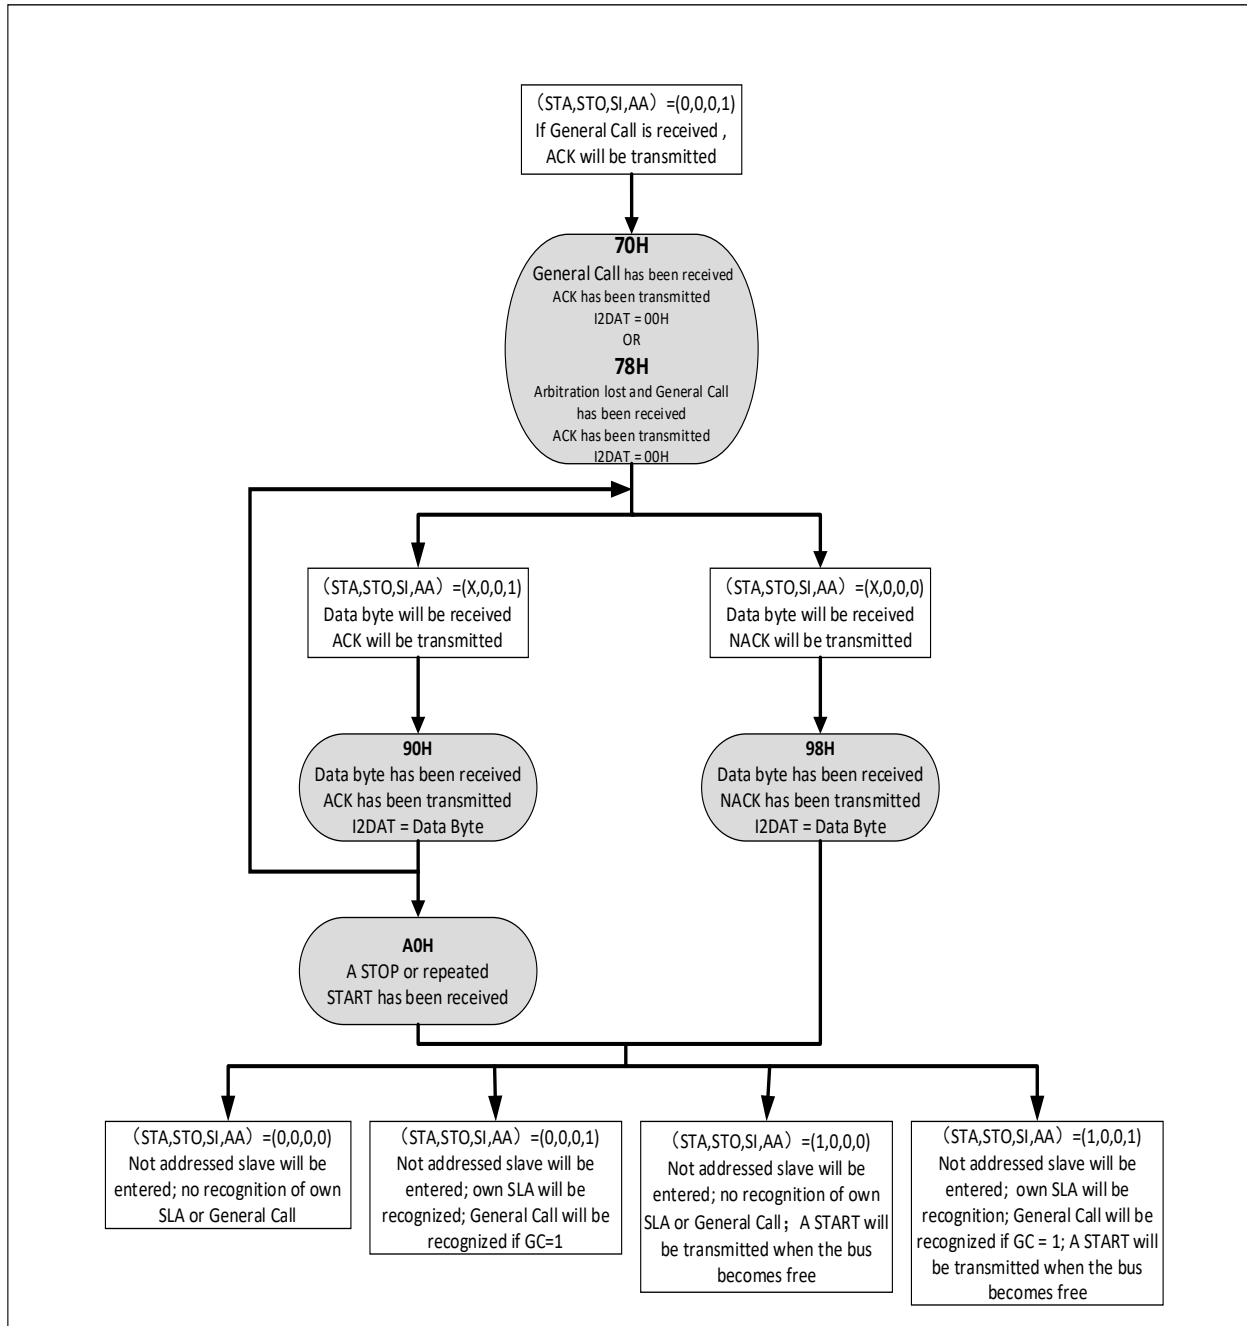 （STA,STO,SI,AA）=(0,0,0,1)
If General Call is received ,
ACK will be transmitted
70H
General Call has been received
ACK has been transmitted
I2DAT = 00H
OR
78H
Arbitration lost and General Call
has been received
ACK has been transmitted
I2DAT = 00H
（STA,STO,SI,AA）=(X,0,0,1)
Data byte will be received
ACK will be transmitted
（STA,STO,SI,AA）=(X,0,0,0)
Data byte will be received
NACK will be transmitted
90H
Data byte has been received
ACK has been transmitted
I2DAT = Data Byte
98H
Data byte has been received
NACK has been transmitted
I2DAT = Data Byte
A0H
A STOP or repeated
START has been received
（STA,STO,SI,AA）=(0,0,0,0)
Not addressed slave will be
entered; no recognition of own
SLA or General Call
（STA,STO,SI,AA）=(0,0,0,1)
Not addressed slave will be
entered; own SLA will be
recognized; General Call will be
recognized if GC=1
（STA,STO,SI,AA）=(1,0,0,0)
Not addressed slave will be
entered; no recognition of own
SLA or General Call；A START will
be transmitted when the bus
becomes free
（STA,STO,SI,AA）=(1,0,0,1)
Not addressed slave will be
entered; own SLA will be
recognition; General Call will be
recognized if GC = 1; A START will
be transmitted when the bus
becomes free